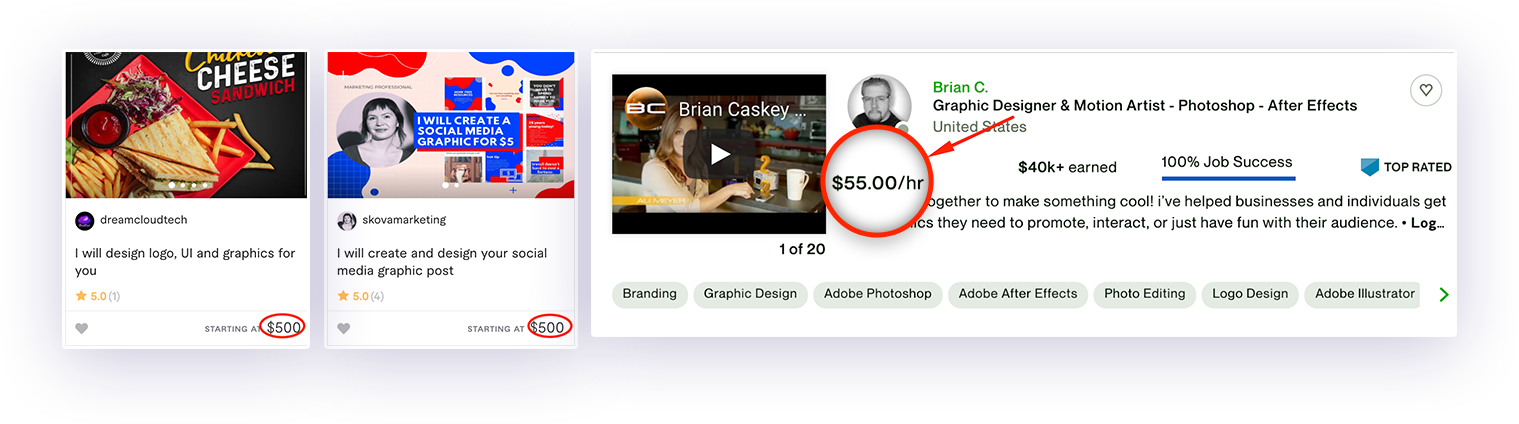 Chicken
CHEESE
SANDWICH
dreamcloudtech
I will design logo, UI and graphics for
you
5.0 (1)
STARTING AT $500
MARKETING PROFESSIONAL
I WILL CREATE A
SOCIAL MEDIA
GRAPHIC FOR $5
skovamarketing
I will create and design your social
media graphic post
5.0 (4)
STARTING AT $500
BC
Brian Caskey ...
ALI MEYER
1 of 20
Brian C.
Graphic Designer & Motion Artist - Photoshop - After Effects
United States
$55.00/hr
$40k+ earned
100% Job Success
TOP RATED
ogether to make something cool! i've helped businesses and individuals get
ics they need to promote, interact, or just have fun with their audience. • Log...
Branding
Graphic Design
Adobe Photoshop
Adobe After Effects
Photo Editing
Logo Design
Adobe Illustrator